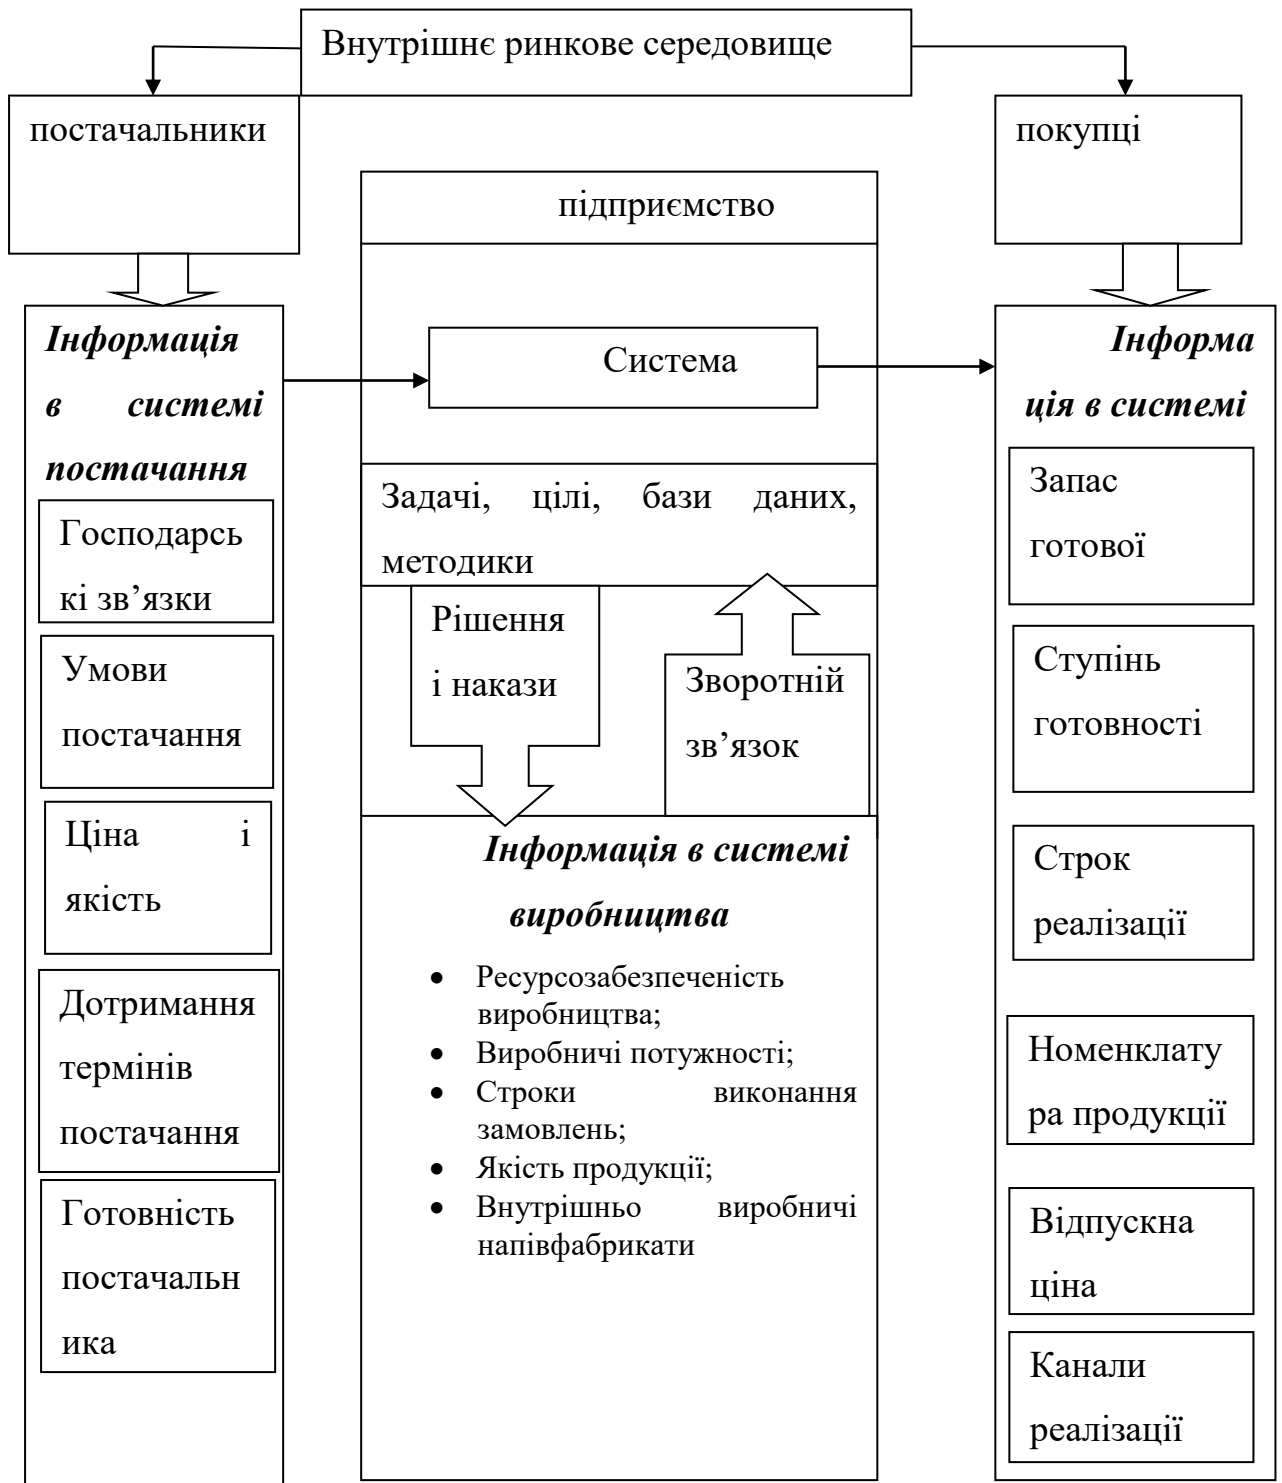 Внутрішнє ринкове середовище
постачальники
покупці
підприємство
Інформація
в системі
постачання
Господарсь
кі зв’язки
Умови
постачання
Ціна і
якість
Дотримання
термінів
постачання
Готовність
постачальн
ика
Система
Задачі, цілі, бази даних,
методики
Рішення
і накази
Зворотній
зв’язок
Інформація в системі
виробництва
• Ресурсозабезпеченість
виробництва;
• Виробничі потужності;
• Строки виконання
замовлень;
• Якість продукції;
• Внутрішньо виробничі
напівфабрикати
Інформа
ція в системі
Запас
готової
Ступінь
готовності
Строк
реалізації
Номенклату
ра продукції
Відпускна
ціна
Канали
реалізації